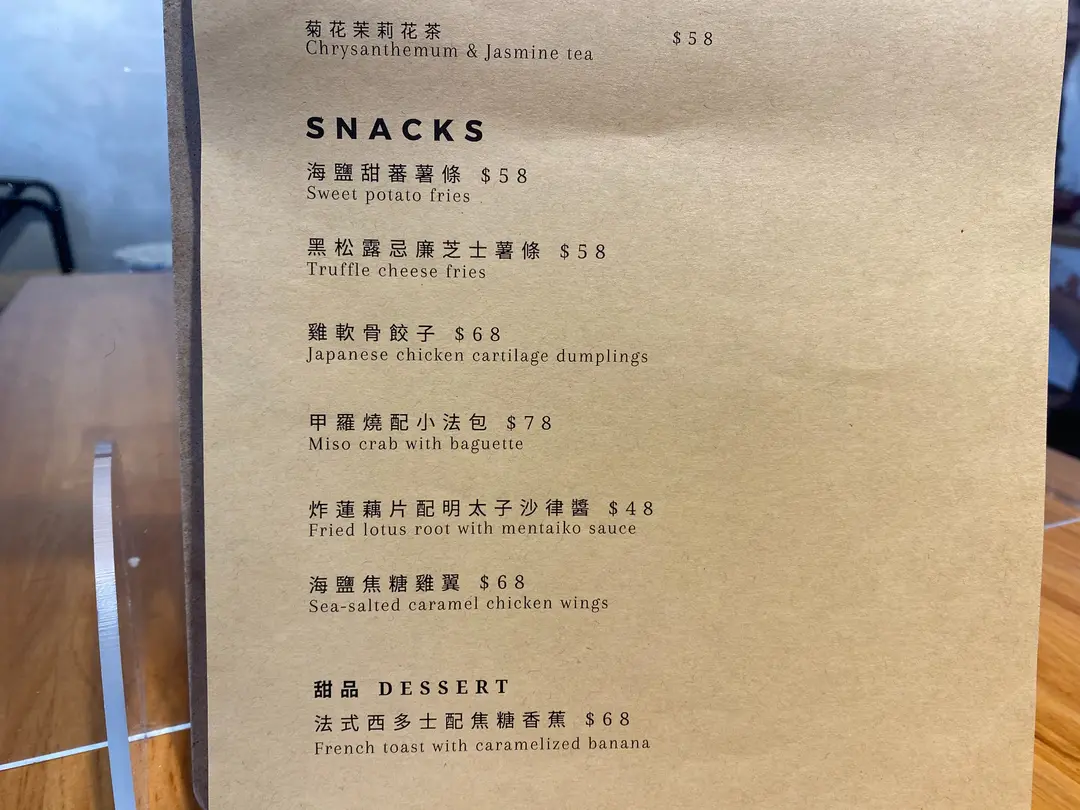 菊花茉莉花茶 $58
Chrysanthemum & Jasmine tea
SNACKS
海鹽甜蕃薯條 $58
Sweet potato fries
黑松露忌廉芝士薯條 $58
Truffle cheese fries
雞軟骨餃子 $68
Japanese chicken cartilage dumplings
甲羅燒配小法包 $78
Miso crab with baguette
炸蓮藕片配明太子沙律醬 $48
Fried lotus root with mentaiko sauce
海鹽焦糖雞翼 $68
Sea-salted caramel chicken wings
甜品 DESSERT
法式西多士配焦糖香蕉 $68
French toast with caramelized banana